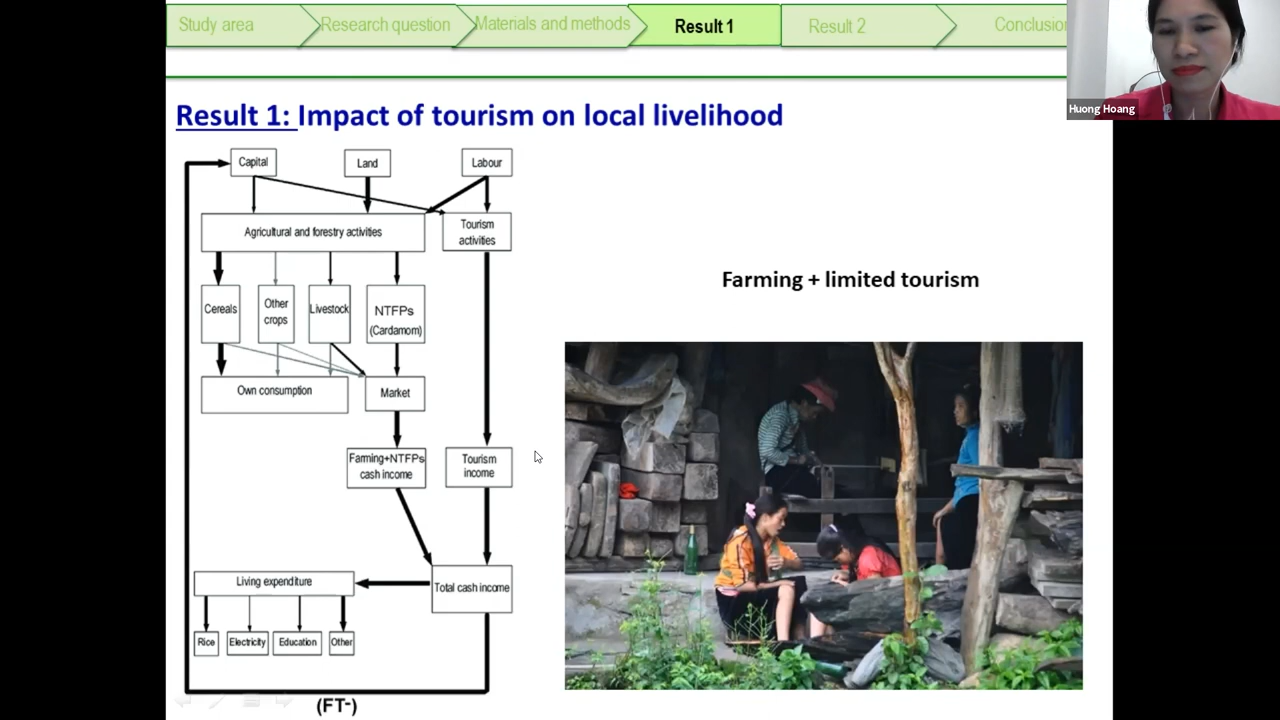 Study area
Research question
Materials and methods
Result 1
Result 2
Conclusion
Huong Hoang
Result 1: Impact of tourism on local livelihood
Capital
Land
Labour
Agricultural and forestry activities
Tourism
activities
Cereals
Other
crops
Livestock
NTFPs
(Cardamom)
Own consumption
Market
Farming+NTFPs
cash income
Tourism
income
Living expenditure
Total cash income
Rice
Electricity
Education
Other
(FT-)
Farming + limited tourism